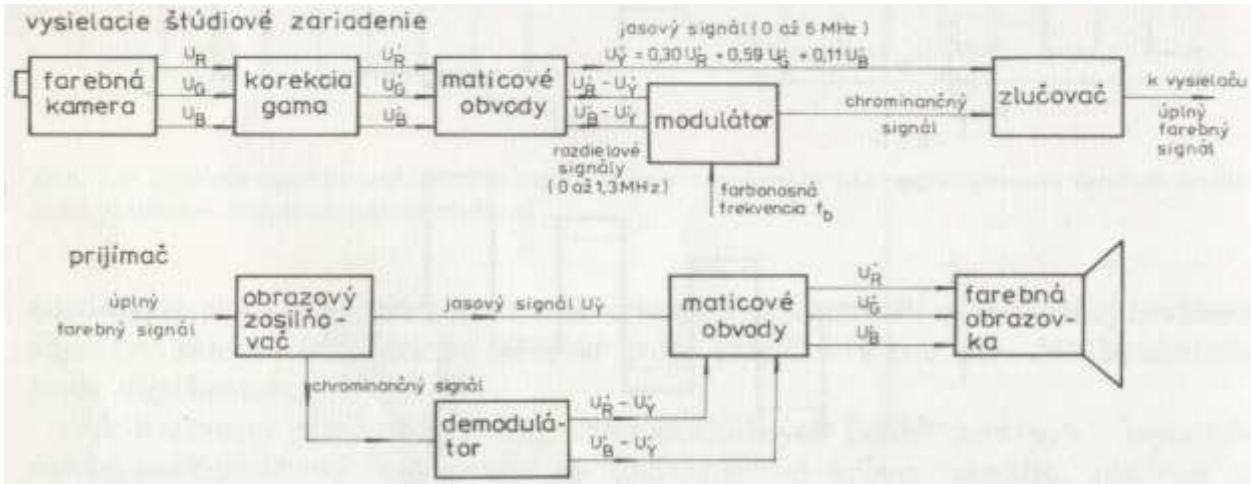 vysielacie štúdiové zariadenie
jasový signál (0 až 6 MHz)
U'Y = 0,30 U'R + 0,59 U'G + 0,11 U'B
farebná
kamera
UR
UG
UB
korekcia
gama
U'R
U'G
U'B
maticové
obvody
U'R - U'Y
U'B - U'Y
rozdielové
signály
(0 až 1,3 MHz)
modulátor
farbonosná
frekvencia fb
chrominančný
signál
zlučovač
k vysielaču
úplný
farebný
signál
prijímač
úplný
farebný signál
obrazový
zosilňo-
vač
jasový signál U'Y
chrominančný signál
demodulá-
tor
U'R - U'Y
U'B - U'Y
maticové
obvody
U'R
U'G
U'B
farebná
obrazov-
ka